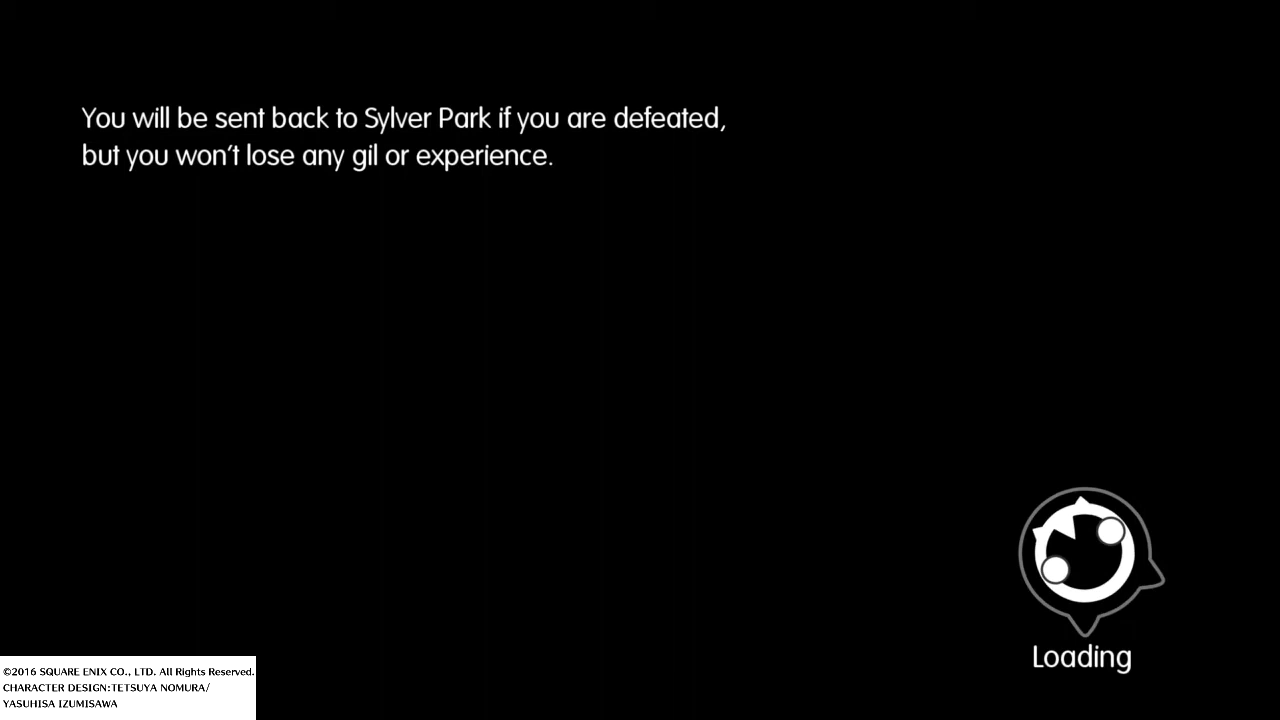 You will be sent back to Sylver Park if you are defeated,
but you won't lose any gil or experience.
Loading
©2016 SQUARE ENIX CO., LTD. All Rights Reserved.
CHARACTER DESIGN:TETSUYA NOMURA/
YASUHISA IZUMISAWA